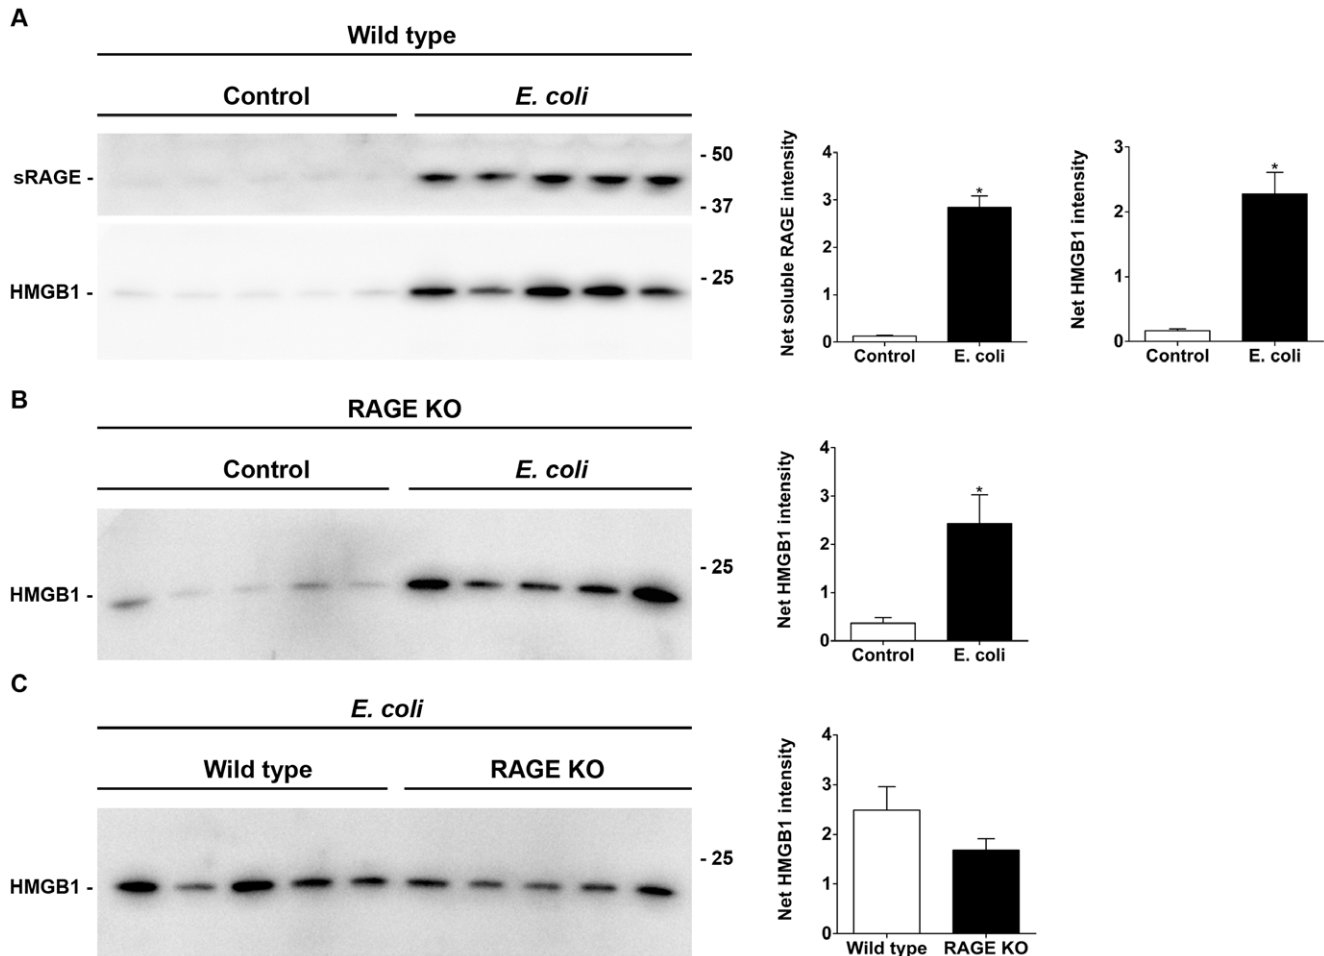 A
Wild type
Control E. coli
sRAGE -
- 50
- 37
HMGB1 -
- 25
Net soluble RAGE intensity
4
3
2
1
0
*
Control E. coli
Net HMGB1 intensity
3
2
1
0
*
Control E. coli
B
RAGE KO
Control E. coli
HMGB1 -
- 25
Net HMGB1 intensity
4
3
2
1
0
*
Control E. coli
C
E. coli
Wild type RAGE KO
HMGB1 -
- 25
Net HMGB1 intensity
4
3
2
1
0
Wild type RAGE KO